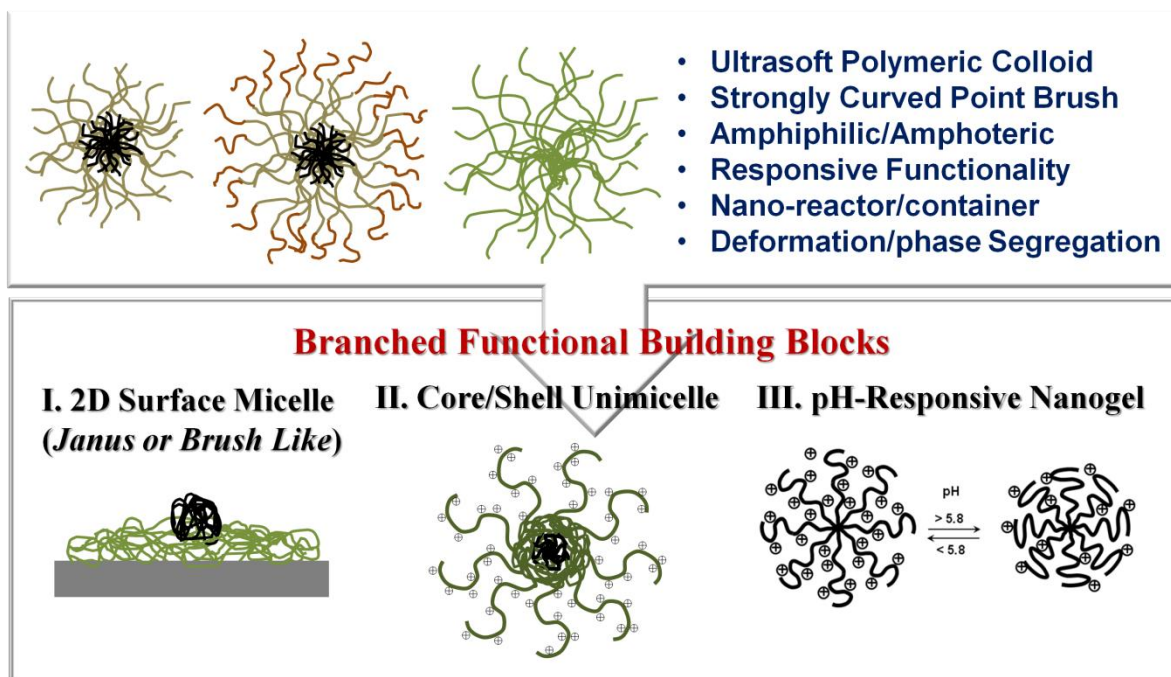 • Ultrasoft Polymeric Colloid
• Strongly Curved Point Brush
• Amphiphilic/Amphoteric
• Responsive Functionality
• Nano-reactor/container
• Deformation/phase Segregation
Branched Functional Building Blocks
I. 2D Surface Micelle
(Janus or Brush Like)
II. Core/Shell Unimicelle
III. pH-Responsive Nanogel
pH
> 5.8
< 5.8